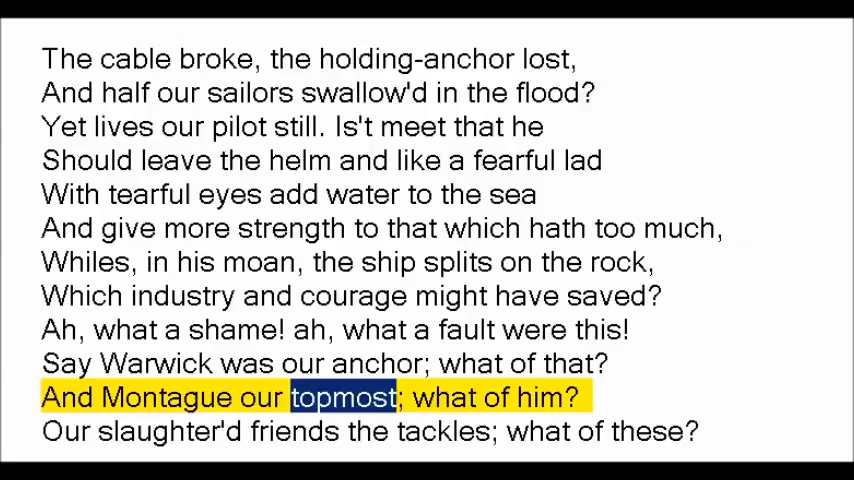 The cable broke, the holding-anchor lost,
And half our sailors swallow'd in the flood?
Yet lives our pilot still. Is't meet that he
Should leave the helm and like a fearful lad
With tearful eyes add water to the sea
And give more strength to that which hath too much,
Whiles, in his moan, the ship splits on the rock,
Which industry and courage might have saved?
Ah, what a shame! ah, what a fault were this!
Say Warwick was our anchor; what of that?
And Montague our topmost; what of him?
Our slaughter'd friends the tackles; what of these?